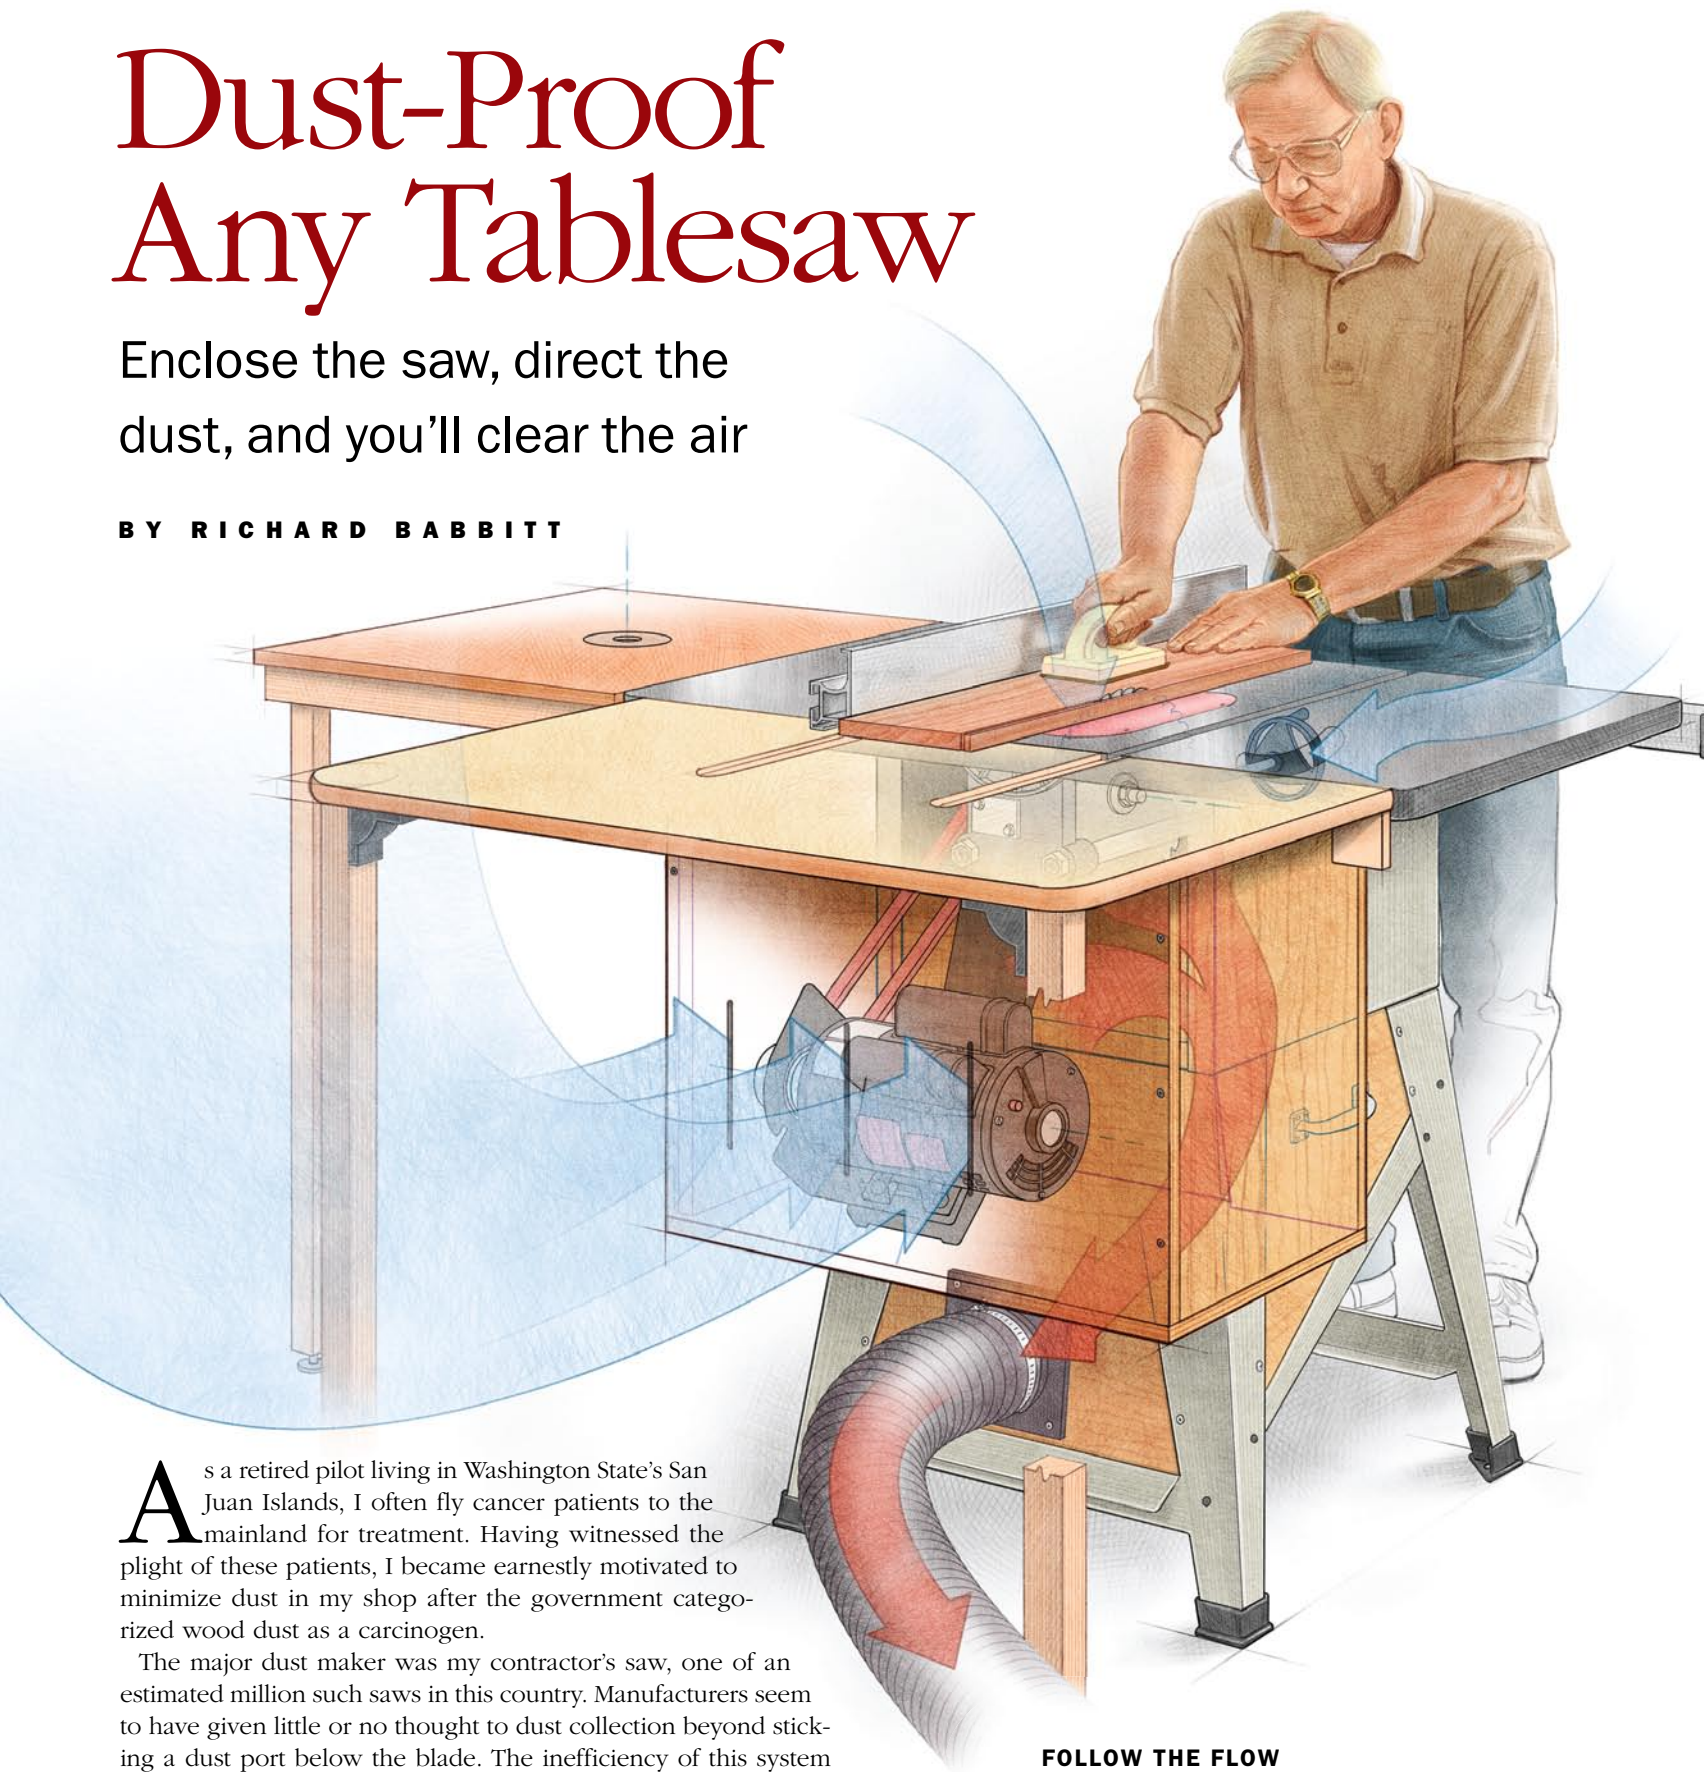 Dust-Proof
Any Tablesaw
Enclose the saw, direct the
dust, and you'll clear the air
BY RICHARD BABBITT
As a retired pilot living in Washington State's San
Juan Islands, I often fly cancer patients to the
mainland for treatment. Having witnessed the
plight of these patients, I became earnestly motivated to
minimize dust in my shop after the government catego-
rized wood dust as a carcinogen.
The major dust maker was my contractor's saw, one of an
estimated million such saws in this country. Manufacturers seem
to have given little or no thought to dust collection beyond stick-
ing a dust port below the blade. The inefficiency of this system
FOLLOW THE FLOW